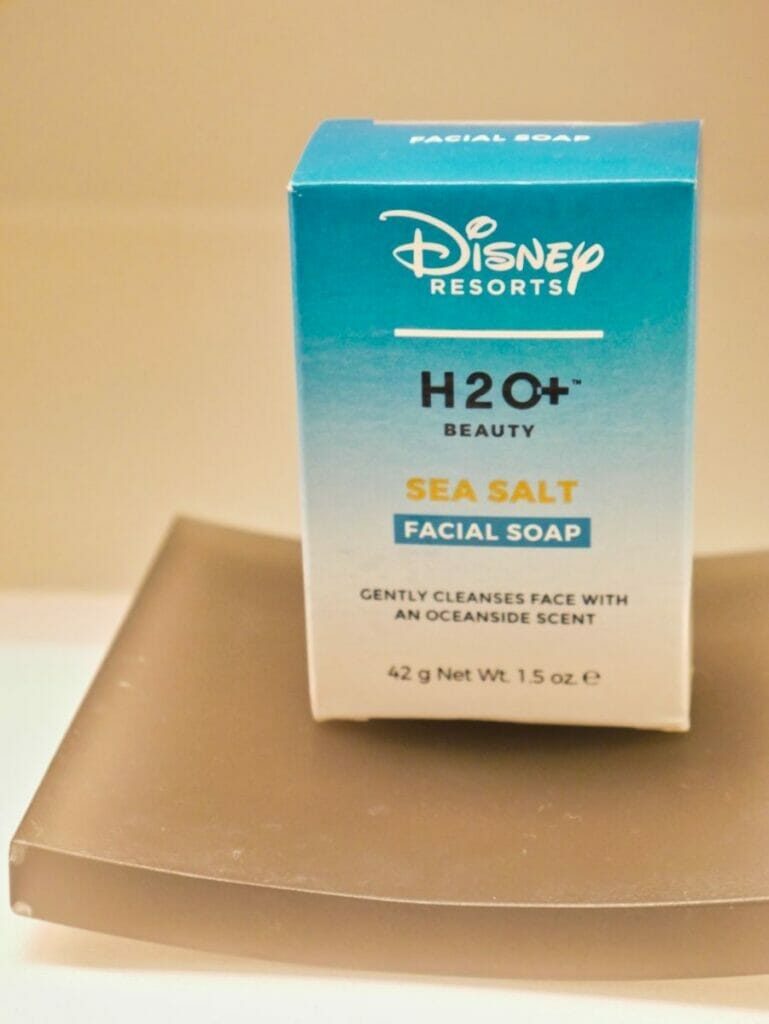 FACIAL SOAP
Disney
RESORTS
H2O+™
BEAUTY
SEA SALT
FACIAL SOAP
GENTLY CLEANSES FACE WITH
AN OCEANSIDE SCENT
42 g Net Wt. 1.5 oz. ℮